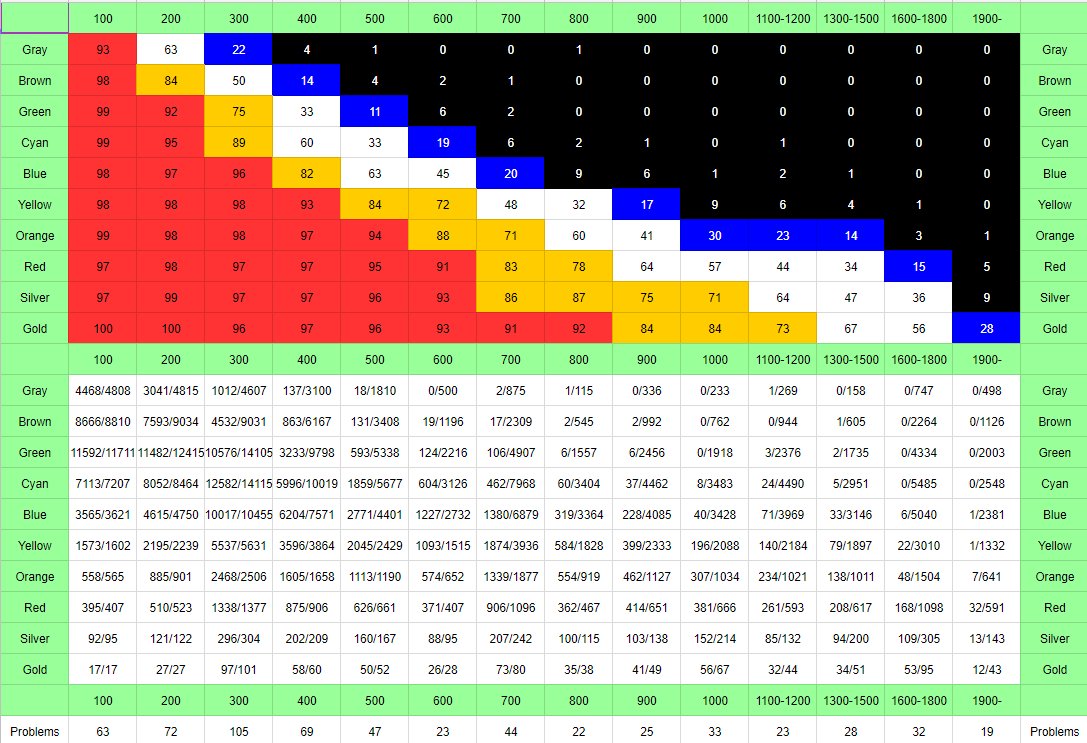 100 200 300 400 500 600 700 800 900 1000 1100-1200 1300-1500 1600-1800 1900-
Gray 93 63 22 4 1 0 0 1 0 0 0 0 0 0 Gray
Brown 98 84 50 14 4 2 1 0 0 0 0 0 0 0 Brown
Green 99 92 75 33 11 6 2 0 0 0 0 0 0 0 Green
Cyan 99 95 89 60 33 19 6 2 1 0 1 0 0 0 Cyan
Blue 98 97 96 82 63 45 20 9 6 1 2 1 0 0 Blue
Yellow 98 98 98 93 84 72 48 32 17 9 6 4 1 0 Yellow
Orange 99 98 98 97 94 88 71 60 41 30 23 14 3 1 Orange
Red 97 98 97 97 95 91 83 78 64 57 44 34 15 5 Red
Silver 97 99 97 97 96 93 86 87 75 71 64 47 36 9 Silver
Gold 100 100 96 97 96 93 91 92 84 84 73 67 56 28 Gold
100 200 300 400 500 600 700 800 900 1000 1100-1200 1300-1500 1600-1800 1900-
Gray 4468/4808 3041/4815 1012/4607 137/3100 18/1810 0/500 2/875 1/115 0/336 0/233 1/269 0/158 0/747 0/498 Gray
Brown 8666/8810 7593/9034 4532/9031 863/6167 131/3408 19/1196 17/2309 2/545 2/992 0/762 0/944 1/605 0/2264 0/1126 Brown
Green 11592/11711 11482/12415 10576/14105 3233/9798 593/5338 124/2216 106/4907 6/1557 6/2456 0/1918 3/2376 2/1735 0/4334 0/2003 Green
Cyan 7113/7207 8052/8464 12582/14115 5996/10019 1859/5677 604/3126 462/7968 60/3404 37/4462 8/3483 24/4490 5/2951 0/5485 0/2548 Cyan
Blue 3565/3621 4615/4750 10017/10455 6204/7571 2771/4401 1227/2732 1380/6879 319/3364 228/4085 40/3428 71/3969 33/3146 6/5040 1/2381 Blue
Yellow 1573/1602 2195/2239 5537/5631 3596/3864 2045/2429 1093/1515 1874/3936 584/1828 399/2333 196/2088 140/2184 79/1897 22/3010 1/1332 Yellow
Orange 558/565 885/901 2468/2506 1605/1658 1113/1190 574/652 1339/1877 554/919 462/1127 307/1034 234/1021 138/1011 48/1504 7/641 Orange
Red 395/407 510/523 1338/1377 875/906 626/661 371/407 906/1096 362/467 414/651 381/666 261/593 208/617 168/1098 32/591 Red
Silver 92/95 121/122 296/304 202/209 160/167 88/95 207/242 100/115 103/138 152/214 85/132 94/200 109/305 13/143 Silver
Gold 17/17 27/27 97/101 58/60 50/52 26/28 73/80 35/38 41/49 56/67 32/44 34/51 53/95 12/43 Gold
100 200 300 400 500 600 700 800 900 1000 1100-1200 1300-1500 1600-1800 1900-
Problems 63 72 105 69 47 23 44 22 25 33 23 28 32 19 Problems